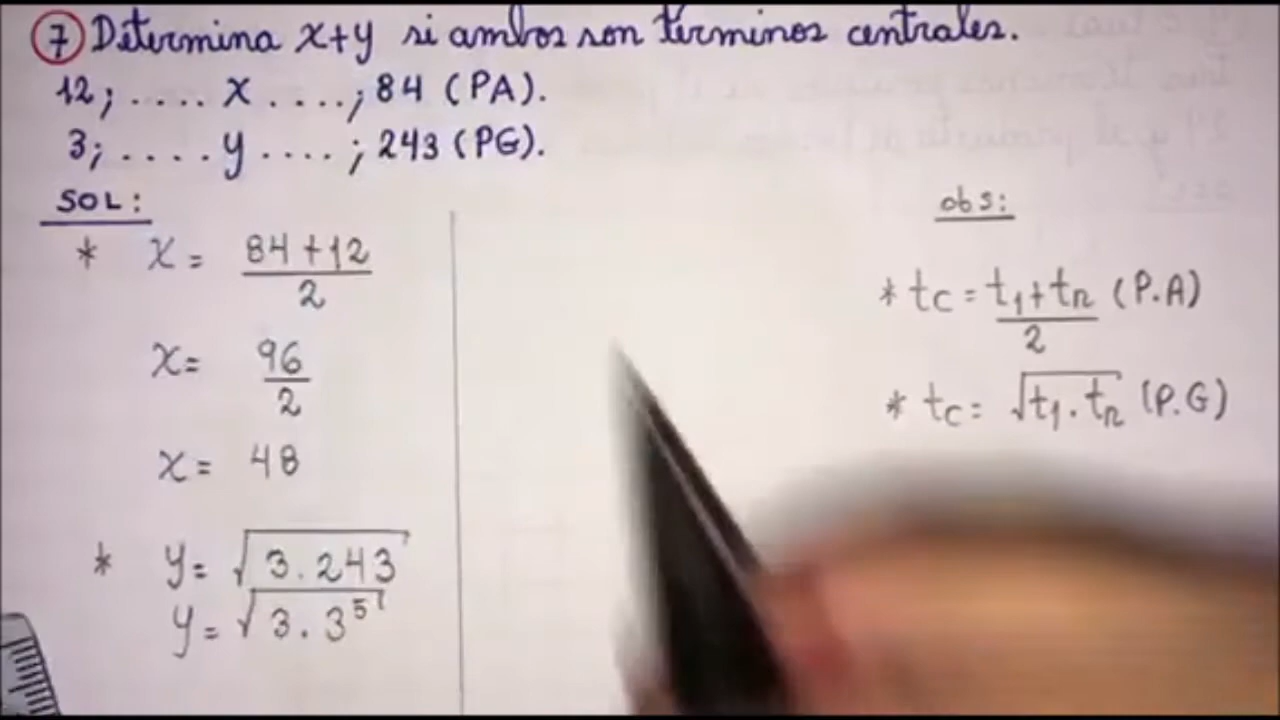 7 Determina x+y si ambos son términos centrales.
12; .... x ....; 84 (PA).
3; .... y ....; 243 (PG).
SOL:
* x = 84+12 / 2
x = 96 / 2
x = 48
* y = √3.243
y = √3.3⁵
obs:
* tc = t₁+tn / 2 (P.A)
* tc = √t₁.tn (P.G)